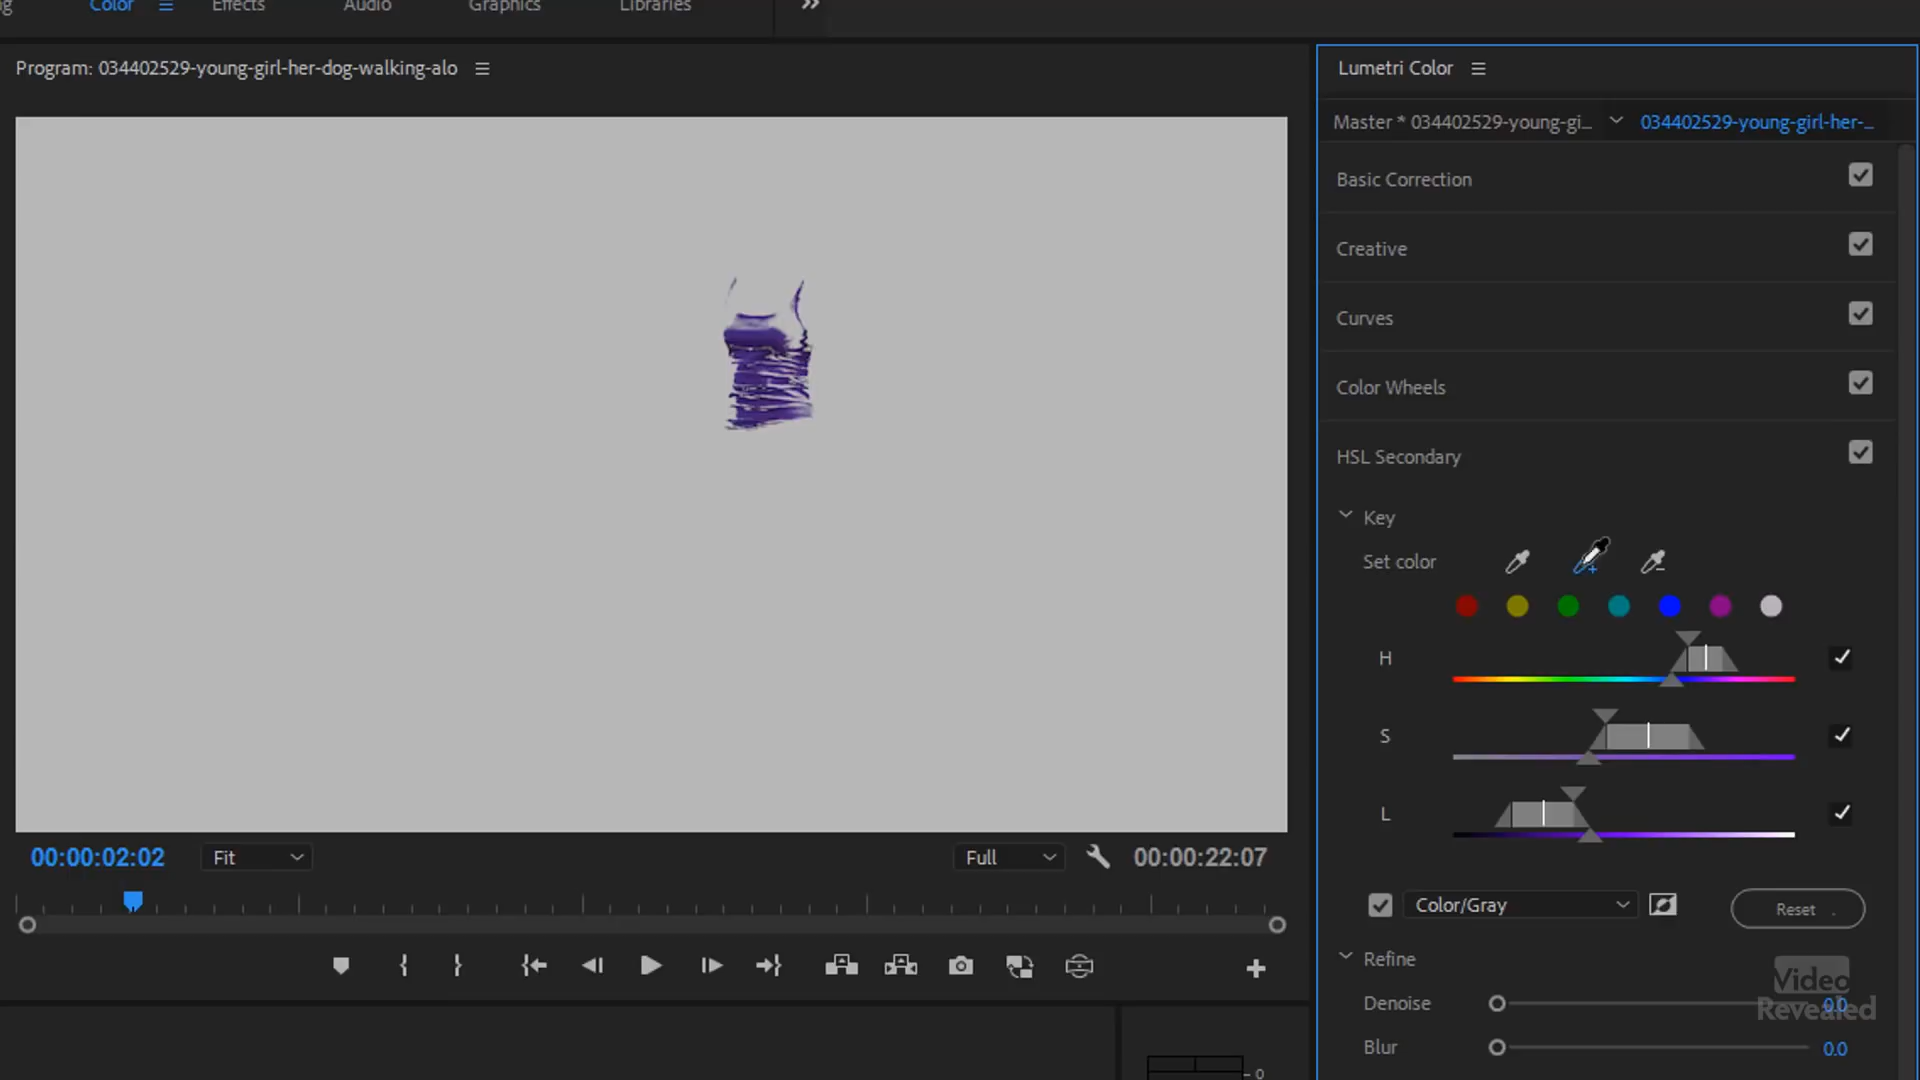 Color
Effects
Audio
Graphics
Libraries
Program: 034402529-young-girl-her-dog-walking-alo
Lumetri Color
Master * 034402529-young-gi...
034402529-young-girl-her-...
Basic Correction
Creative
Curves
Color Wheels
HSL Secondary
Key
Set color
H
S
L
Color/Gray
Reset
Refine
Denoise
0.0
Blur
0.0
00:00:02:02
Fit
Full
00:00:22:07
Video
Revealed
0